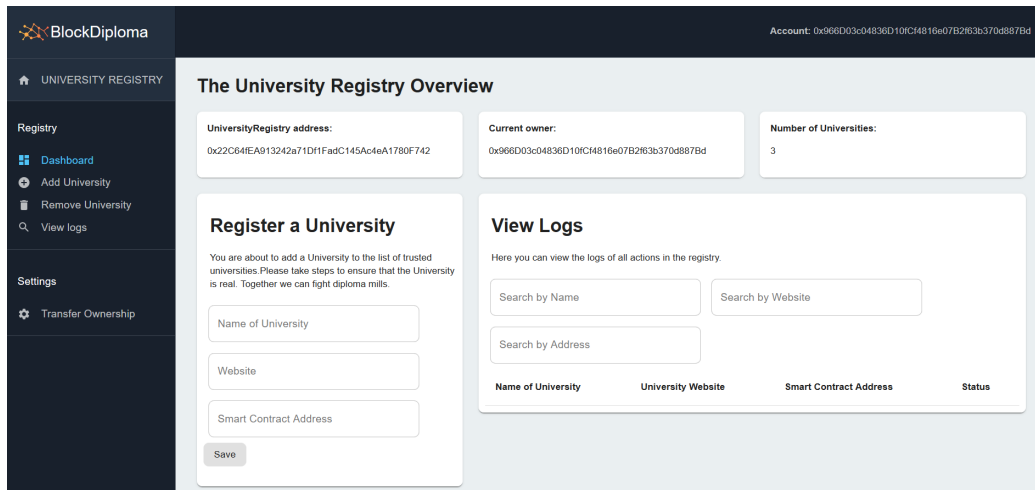 BlockDiploma
Account: 0x966D03c04836D10fCf4816e07B2f63b370d887Bd
UNIVERSITY REGISTRY
Registry
Dashboard
Add University
Remove University
View logs
Settings
Transfer Ownership
The University Registry Overview
UniversityRegistry address:
0x22C64fEA913242a71Df1FadC145Ac4eA1780F742
Current owner:
0x966D03c04836D10fCf4816e07B2f63b370d887Bd
Number of Universities:
3
Register a University
You are about to add a University to the list of trusted
universities.Please take steps to ensure that the University
is real. Together we can fight diploma mills.
Name of University
Website
Smart Contract Address
Save
View Logs
Here you can view the logs of all actions in the registry.
Search by Name
Search by Website
Search by Address
Name of University University Website Smart Contract Address Status